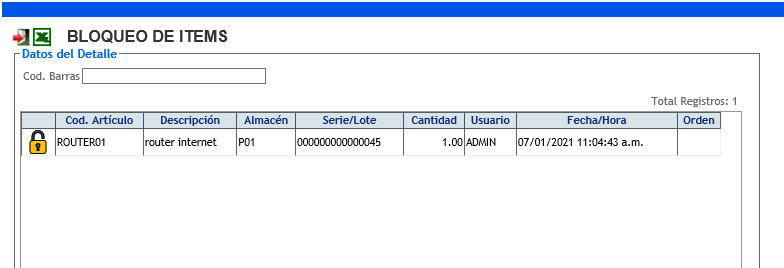 BLOQUEO DE ITEMS
Datos del Detalle
Cod. Barras
Total Registros: 1
Cod. Artículo Descripción Almacén Serie/Lote Cantidad Usuario Fecha/Hora Orden
ROUTER01 router internet P01 000000000000045 1.00 ADMIN 07/01/2021 11:04:43 a.m.